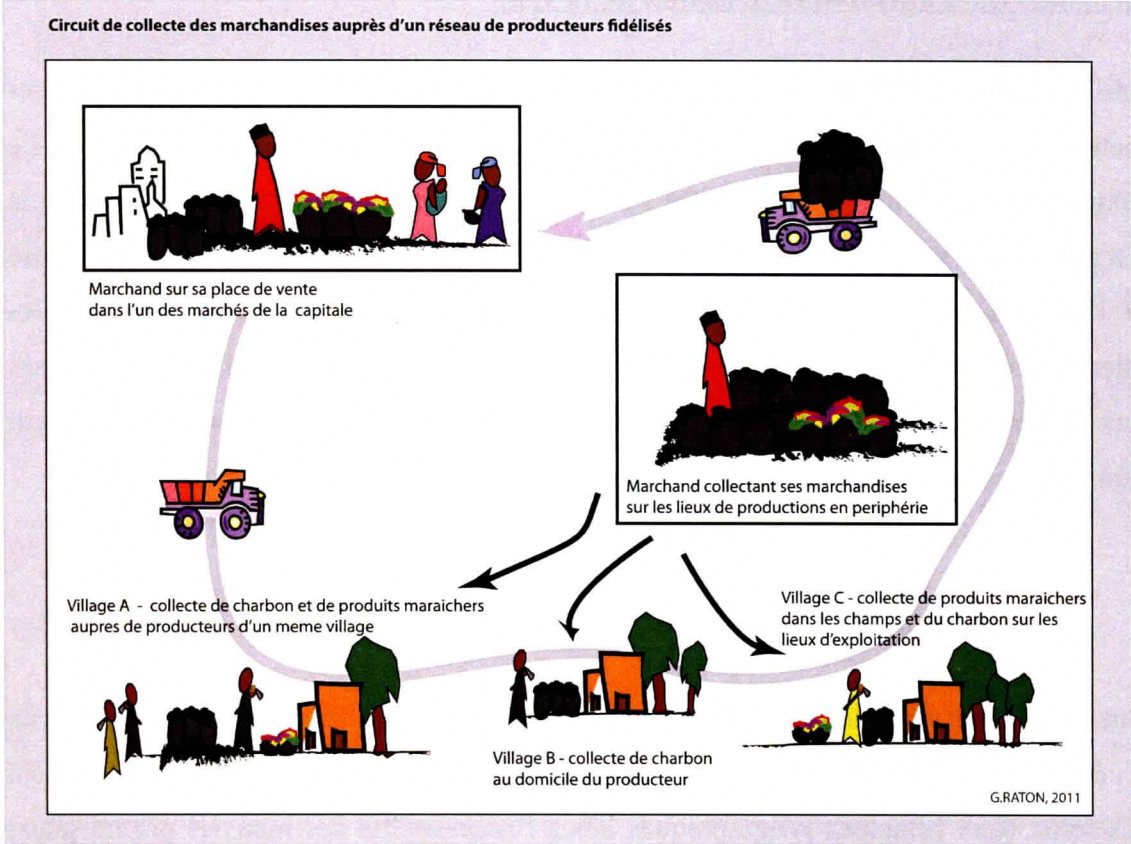 Circuit de collecte des marchandises auprès d'un réseau de producteurs fidélisés
Marchand sur sa place de vente
dans l'un des marchés de la capitale
Marchand collectant ses marchandises
sur les lieux de productions en periphérie
Village A - collecte de charbon et de produits maraichers
aupres de producteurs d'un meme village
Village C - collecte de produits maraichers
dans les champs et du charbon sur les
lieux d'exploitation
Village B - collecte de charbon
au domicile du producteur
G.RATON, 2011